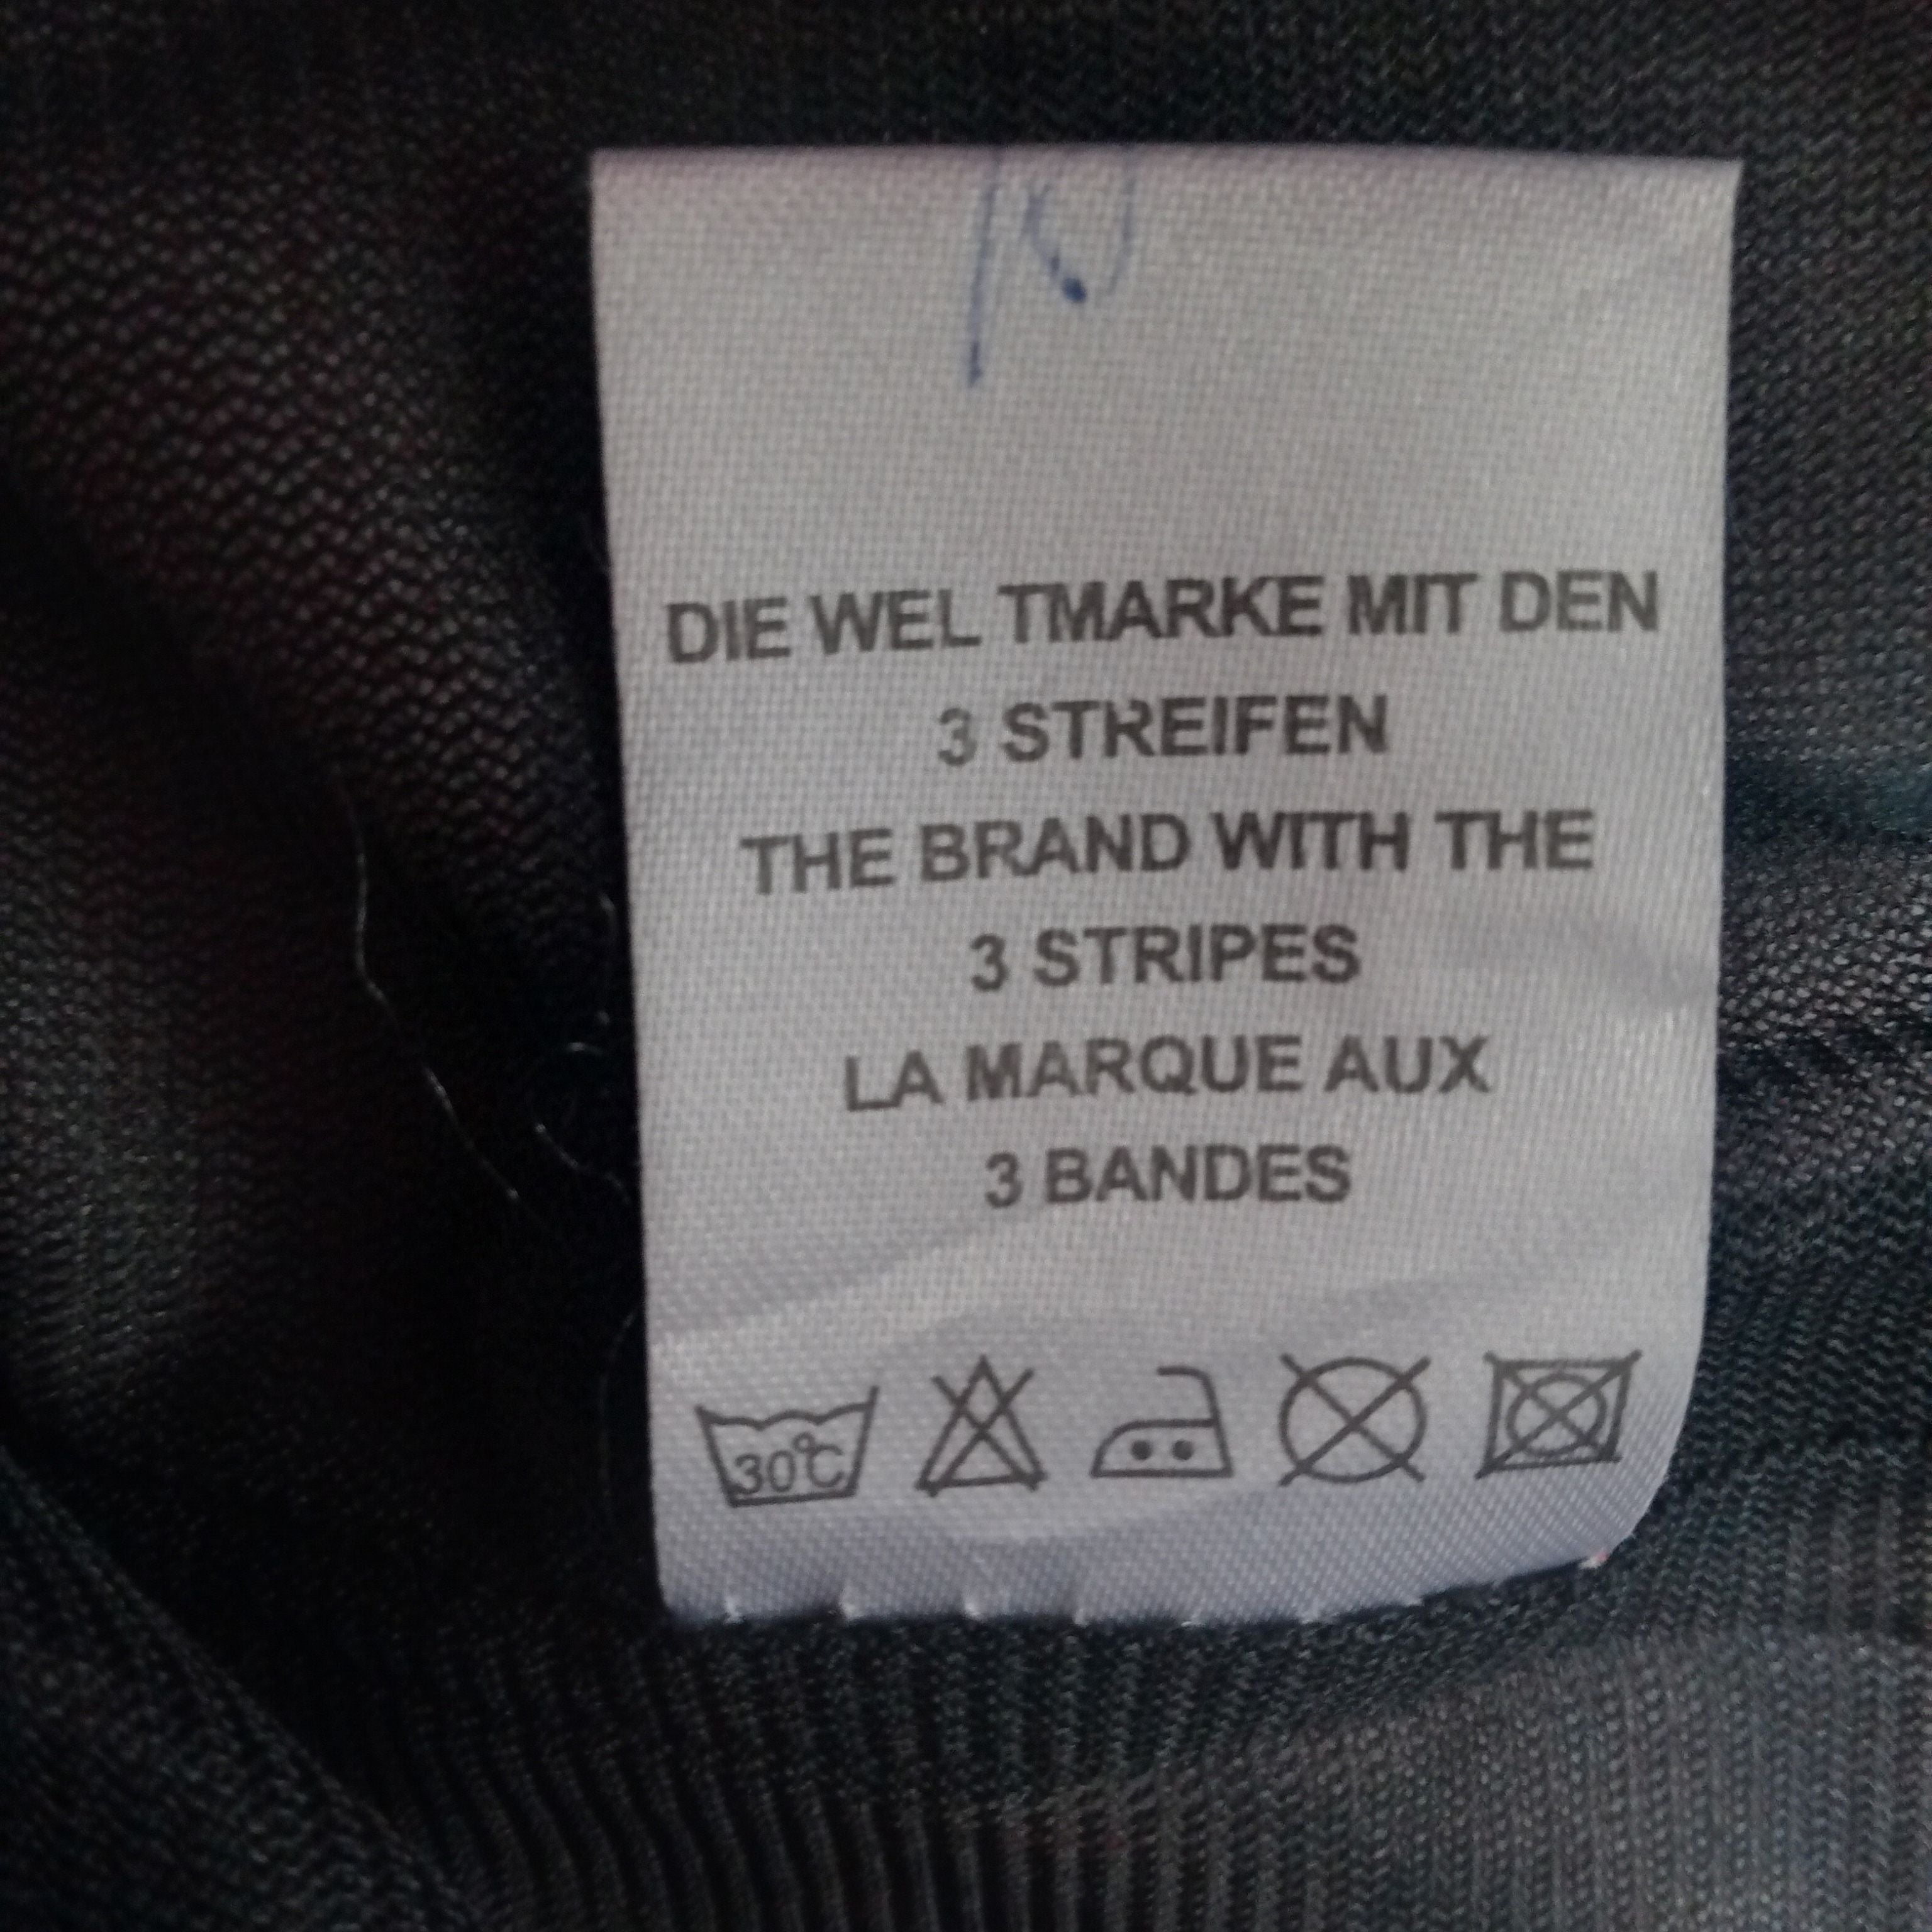 DIE WEL TMARKE MIT DEN
3 STREIFEN
THE BRAND WITH THE
3 STRIPES
LA MARQUE AUX
3 BANDES
30°C